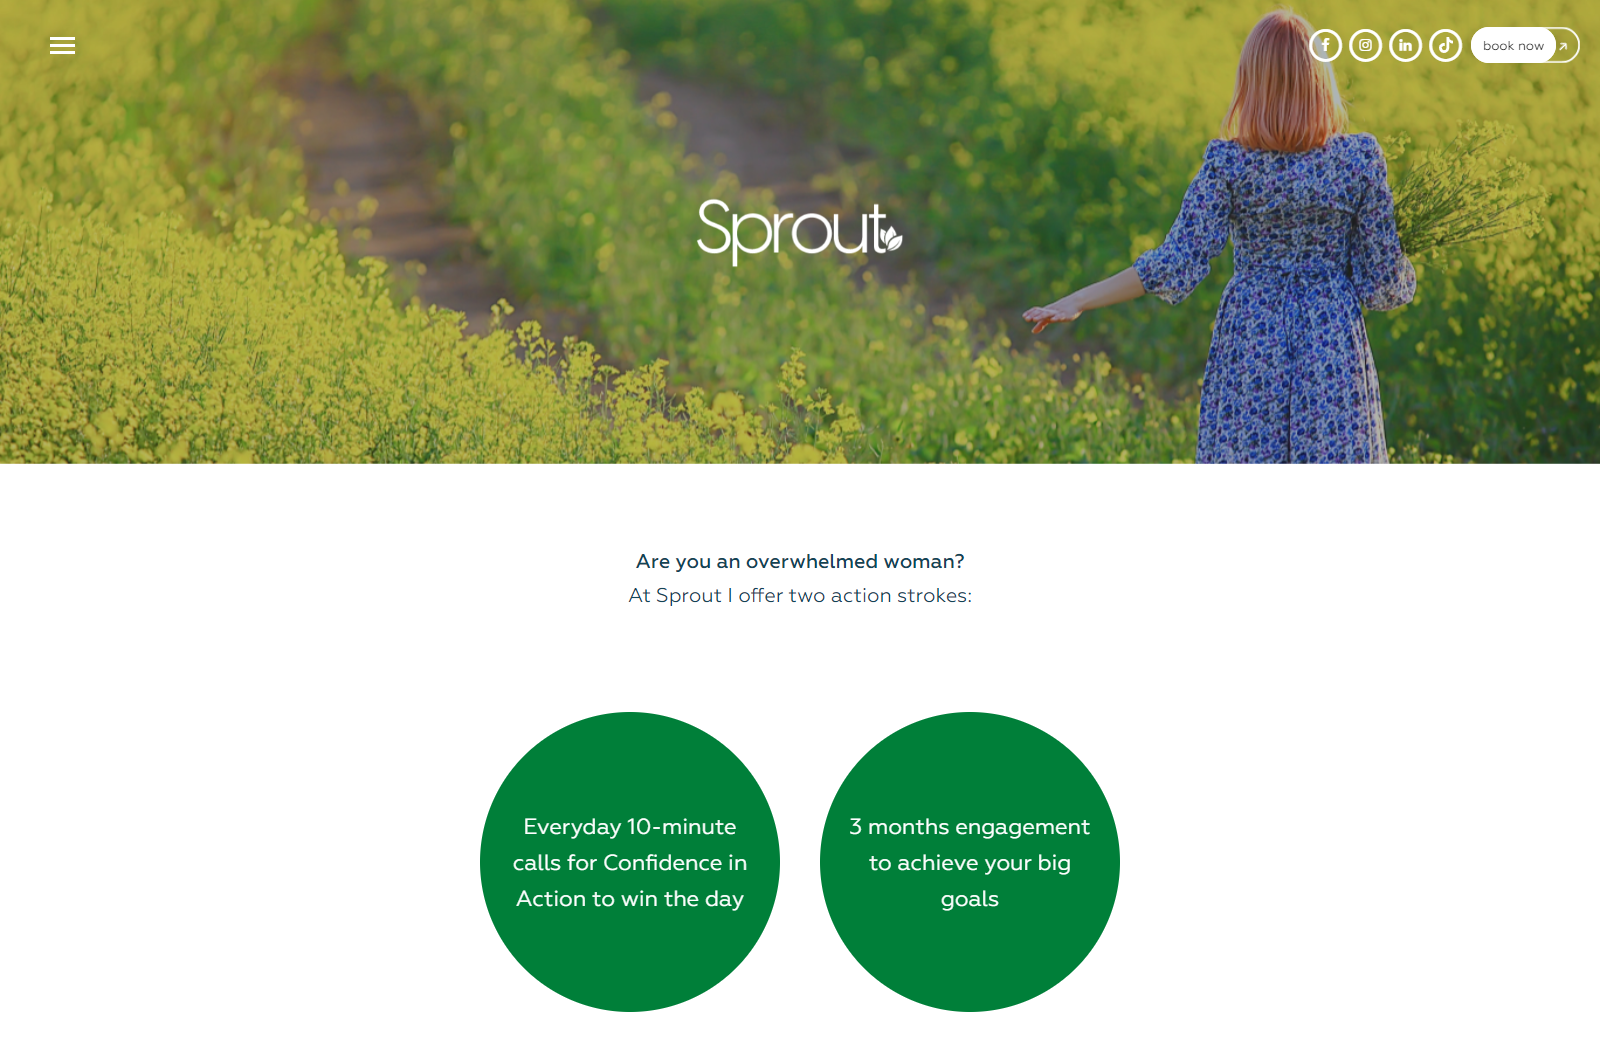 book now
Sprout
Are you an overwhelmed woman?
At Sprout I offer two action strokes:
Everyday 10-minute
calls for Confidence in
Action to win the day
3 months engagement
to achieve your big
goals